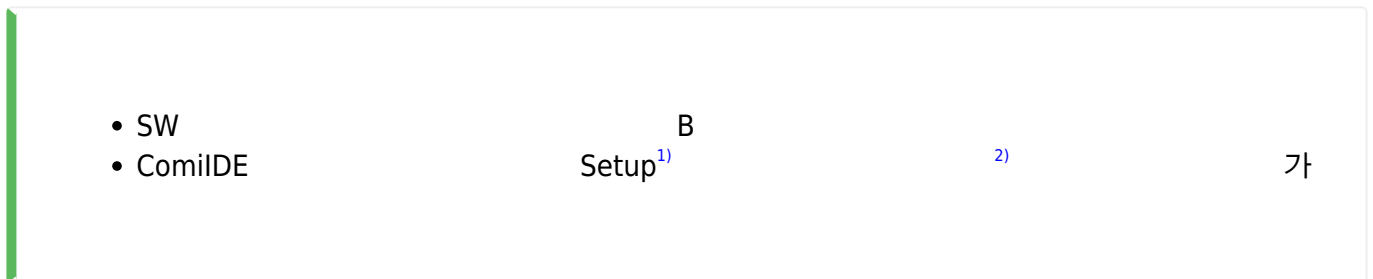 • SW B
• ComiIDE Setup1) 2) 가